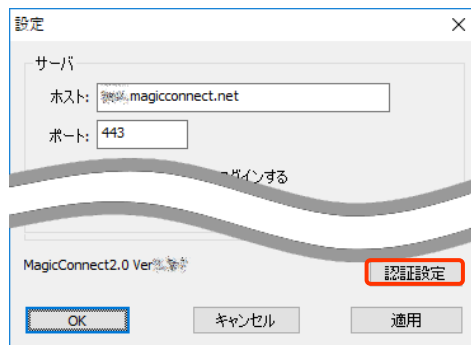 設定
サーバ
ホスト: .magicconnect.net
ポート: 443
グインする
MagicConnect2.0 Ver
認証設定
OK
キャンセル
適用